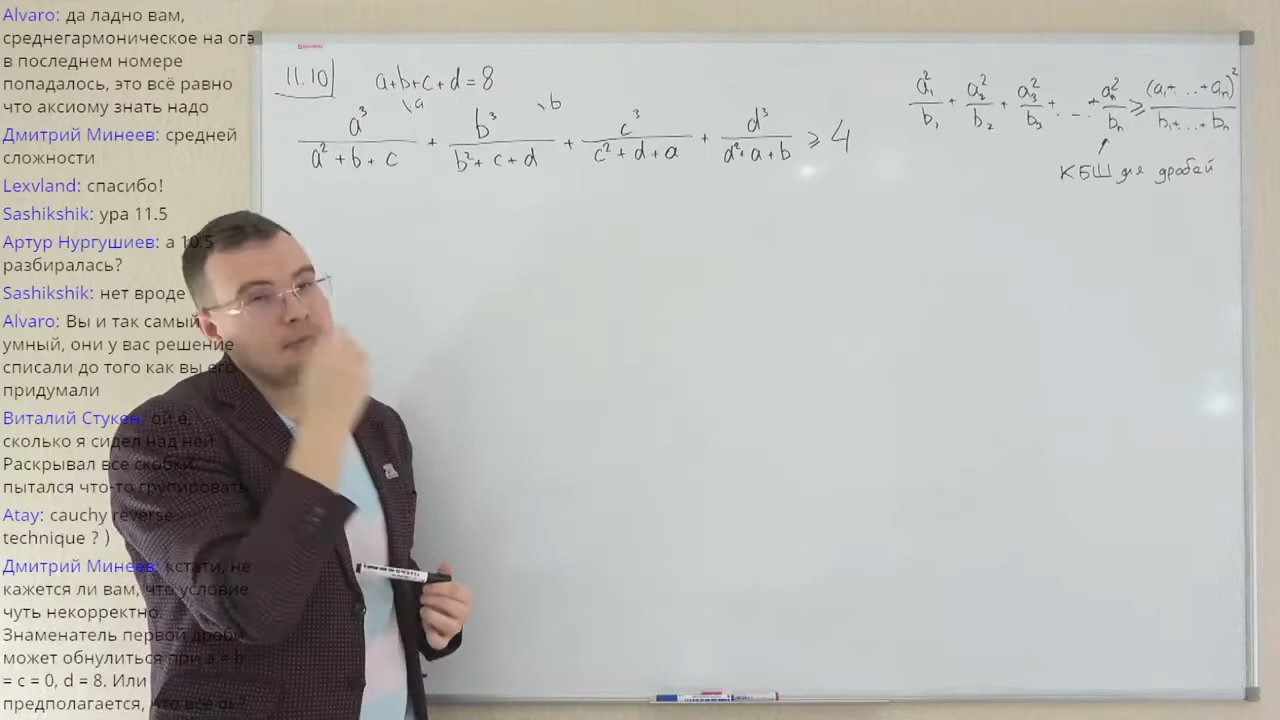 Alvaro: да ладно вам,
среднегармоническое на огэ
в последнем номере
попадалось, это всё равно
что аксиому знать надо
Дмитрий Минеев: средней
сложности
Lexvland: спасибо!
Sashikshik: ура 11.5
Артур Нургушиев: а 10.5
разбиралась?
Sashikshik: нет вроде
Alvaro: Вы и так самый
умный, они у вас решение
списали до того как вы его
придумали
Виталий Стукен: ой ё,
сколько я сидел над ней
Раскрывал все скобки,
пытался что-то групировать
Atay: cauchy reverse
technique ? )
Дмитрий Минеев: кстати, не
кажется ли вам, что условие
чуть некорректно
Знаменатель первой дроби
может обнулиться при a = b
= c = 0, d = 8. Или
предполагается, что всё ок?
11.10 a+b+c+d=8
\a \b
a³/(a²+b+c) + b³/(b²+c+d) + c³/(c²+d+a) + d³/(d²+a+b) ≥ 4
a₁²/b₁ + a₂²/b₂ + a₃²/b₃ + ... + aₙ²/bₙ ≥ (a₁+...+aₙ)²/(b₁+...+bₙ)
КБШ для дробей